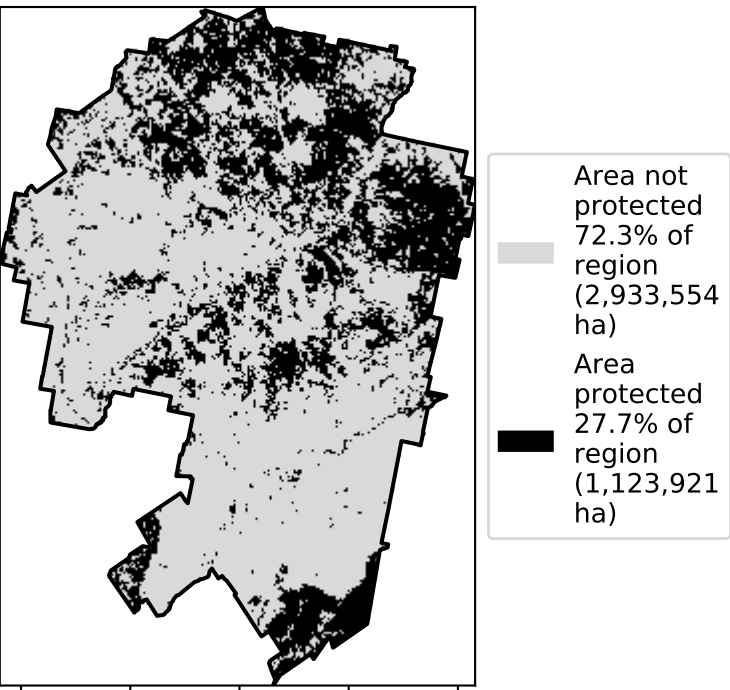 Area not
protected
72.3% of
region
(2,933,554
ha)
Area
protected
27.7% of
region
(1,123,921
ha)